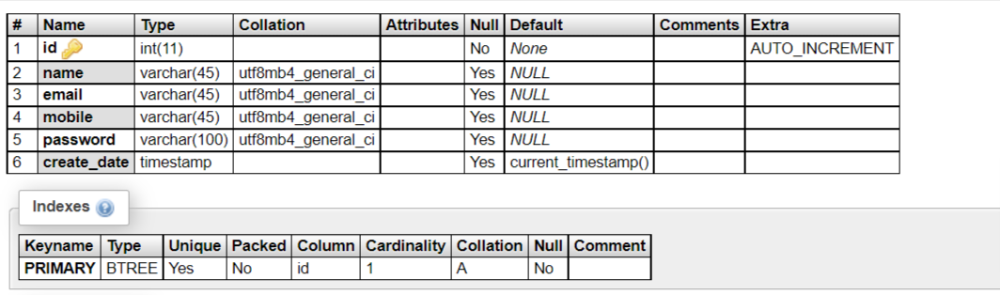 # Name Type Collation Attributes Null Default Comments Extra
1 id int(11) No None AUTO_INCREMENT
2 name varchar(45) utf8mb4_general_ci Yes NULL
3 email varchar(45) utf8mb4_general_ci Yes NULL
4 mobile varchar(45) utf8mb4_general_ci Yes NULL
5 password varchar(100) utf8mb4_general_ci Yes NULL
6 create_date timestamp Yes current_timestamp()
Indexes ?
Keyname Type Unique Packed Column Cardinality Collation Null Comment
PRIMARY BTREE Yes No id 1 A No